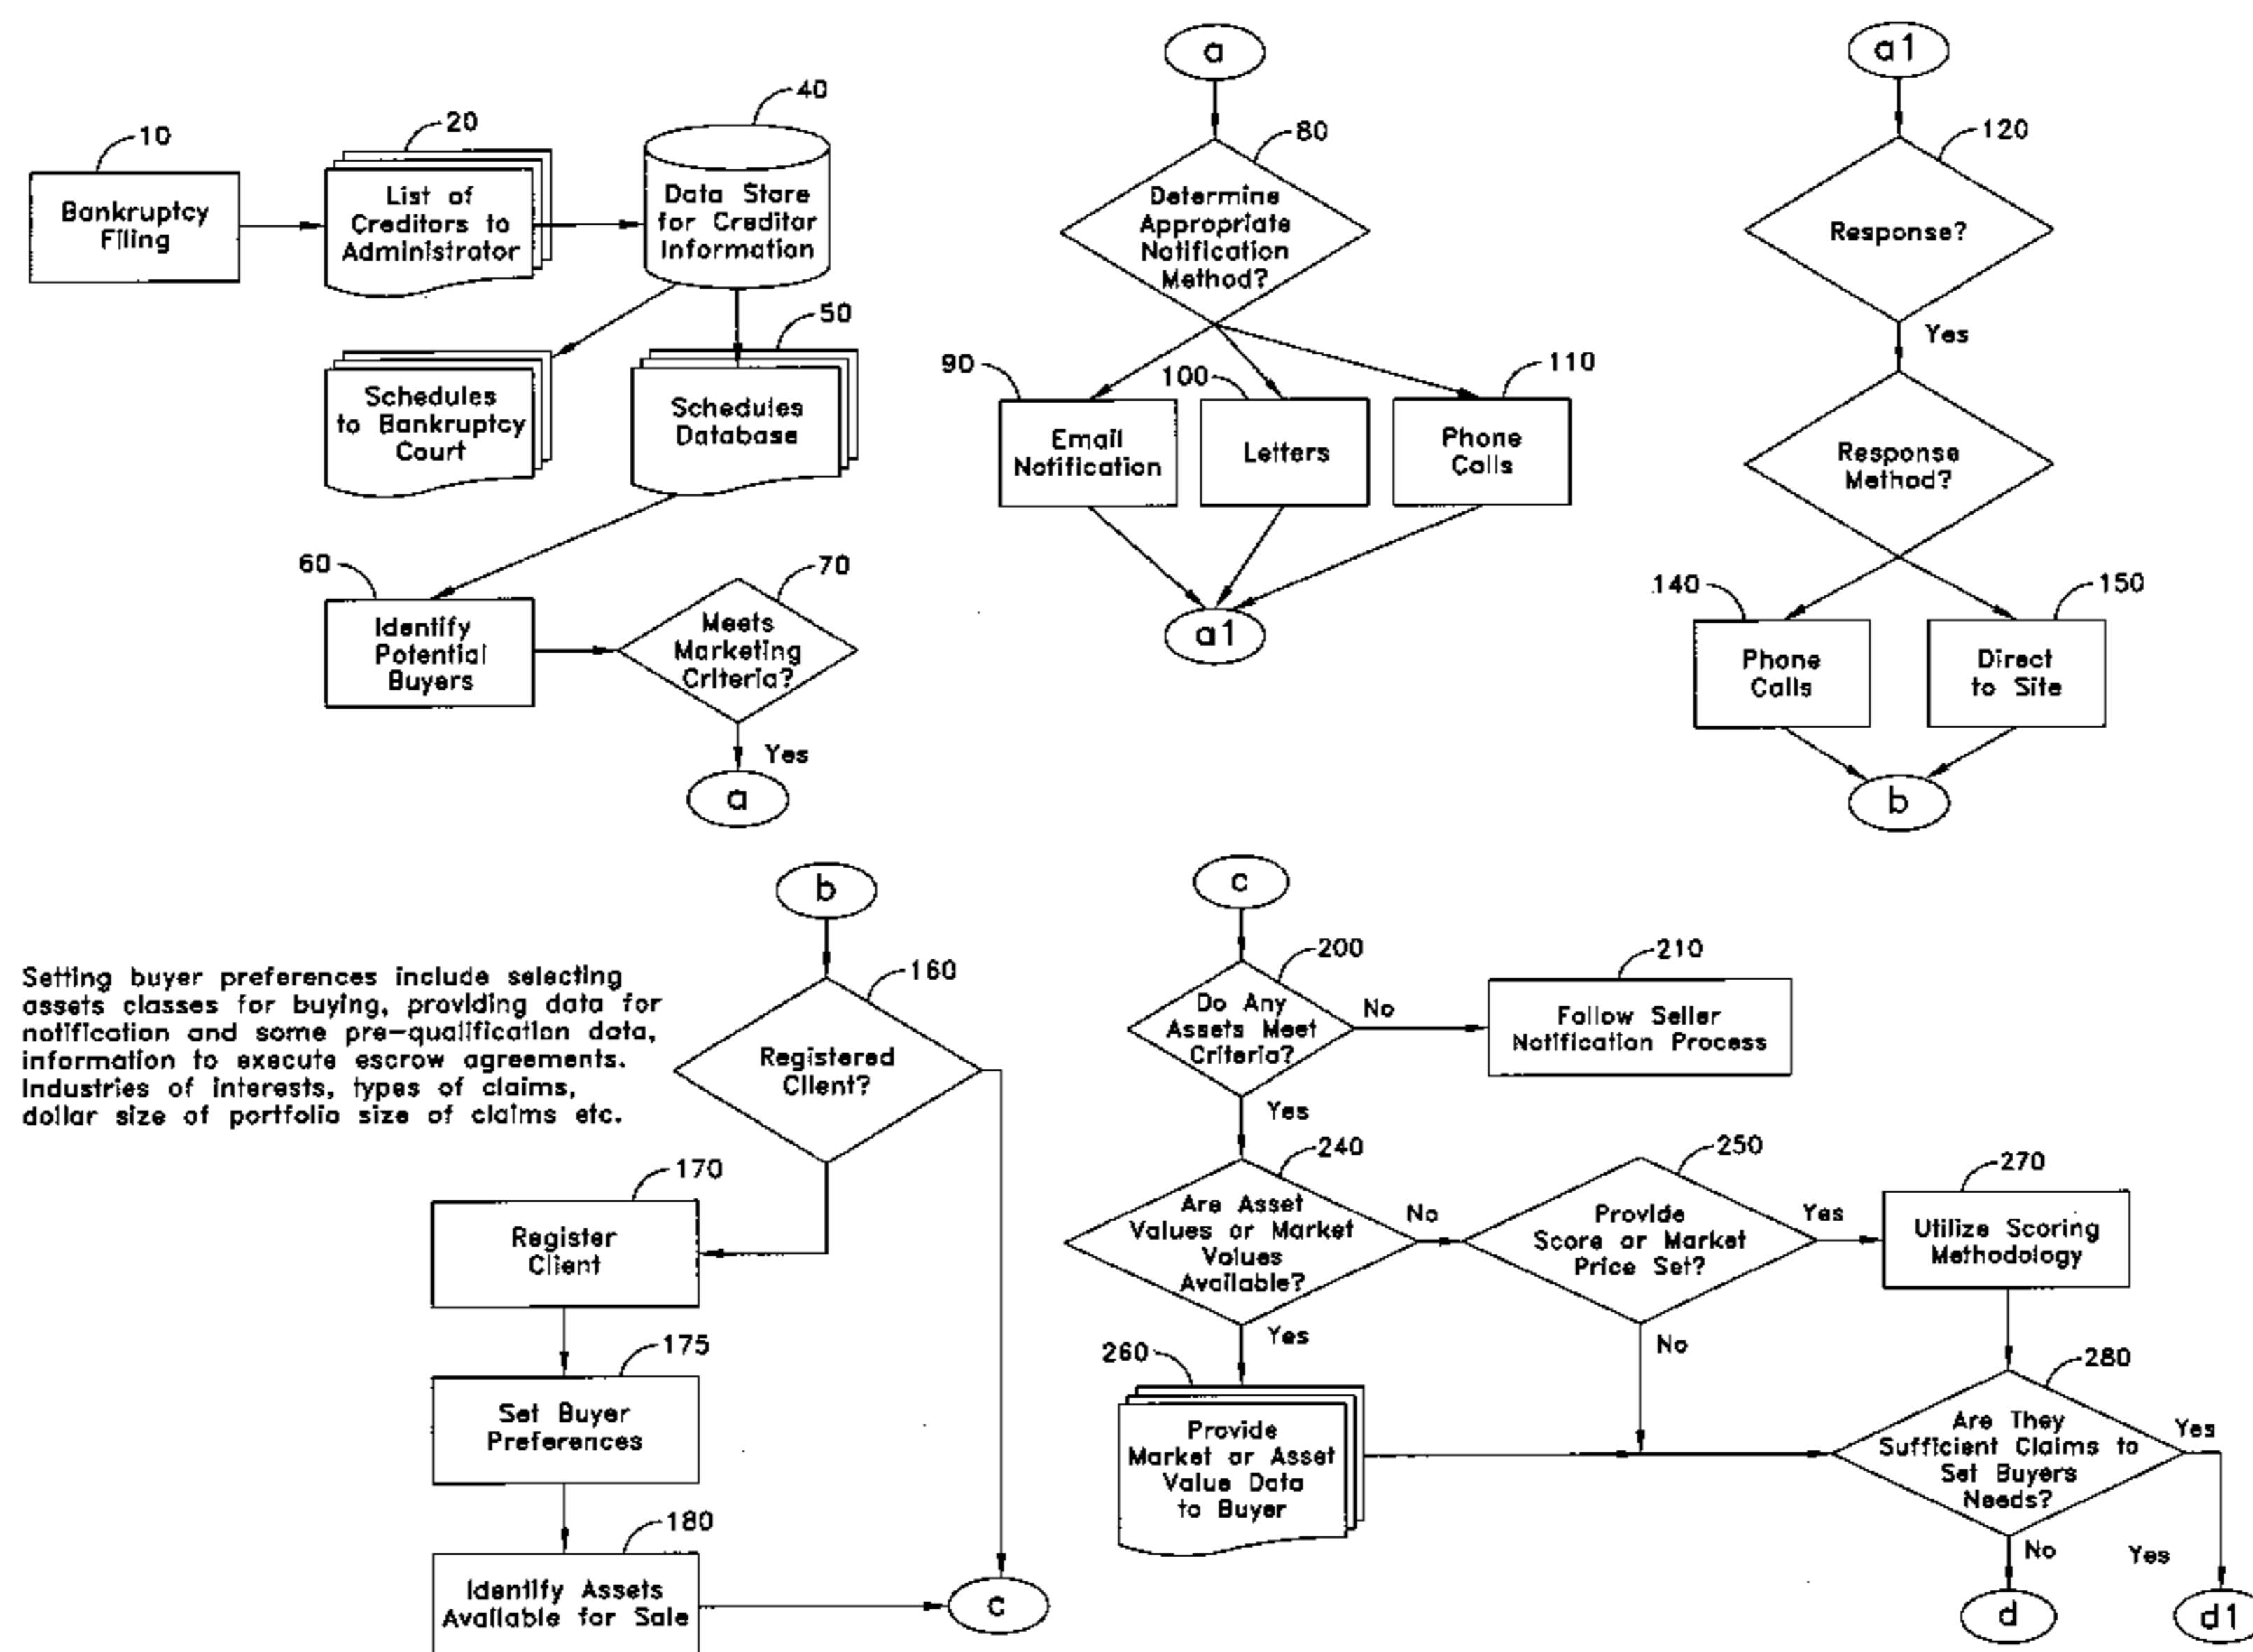 10
Bankruptcy
Filing
20
List of
Creditors to
Administrator
40
Data Store
for Creditor
Information
Schedules
to Bankruptcy
Court
50
Schedules
Database
60
Identify
Potential
Buyers
70
Meets
Marketing
Criteria?
Yes
a
a
80
Determine
Appropriate
Notification
Method?
90
Email
Notification
100
Letters
110
Phone
Calls
a1
a1
120
Response?
Yes
Response
Method?
140
Phone
Calls
150
Direct
to Site
b
Setting buyer preferences include selecting
assets classes for buying, providing data for
notification and some pre-qualification data,
information to execute escrow agreements.
Industries of interests, types of claims,
dollar size of portfolio size of claims etc.
b
160
Registered
Client?
170
Register
Client
175
Set Buyer
Preferences
180
Identify Assets
Available for Sale
c
c
200
Do Any
Assets Meet
Criteria?
No
210
Follow Seller
Notification Process
Yes
240
Are Asset
Values or Market
Values
Available?
No
250
Provide
Score or Market
Price Set?
Yes
270
Utilize Scoring
Methodology
Yes
No
260
Provide
Market or Asset
Value Data
to Buyer
280
Are They
Sufficient Claims to
Set Buyers
Needs?
Yes
No
Yes
d
d1